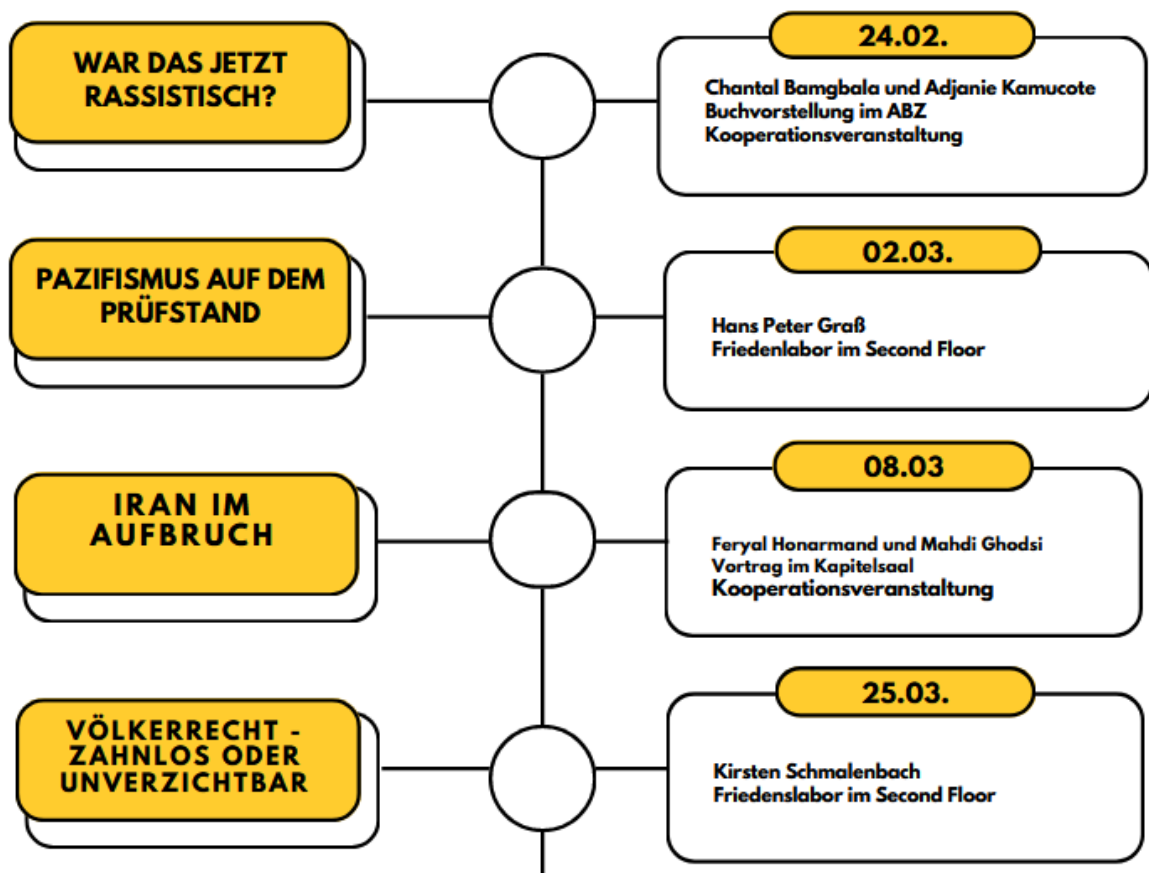 WAR DAS JETZT
RASSISTISCH?
24.02.
Chantal Bamgbala und Adjanie Kamucote
Buchvorstellung im ABZ
Kooperationsveranstaltung
PAZIFISMUS AUF DEM
PRÜFSTAND
02.03.
Hans Peter Graß
Friedenlabor im Second Floor
IRAN IM
AUFBRUCH
08.03
Feryal Honarmand und Mahdi Ghodsi
Vortrag im Kapitelsaal
Kooperationsveranstaltung
VÖLKERRECHT -
ZAHNLOS ODER
UNVERZICHTBAR
25.03.
Kirsten Schmalenbach
Friedenslabor im Second Floor